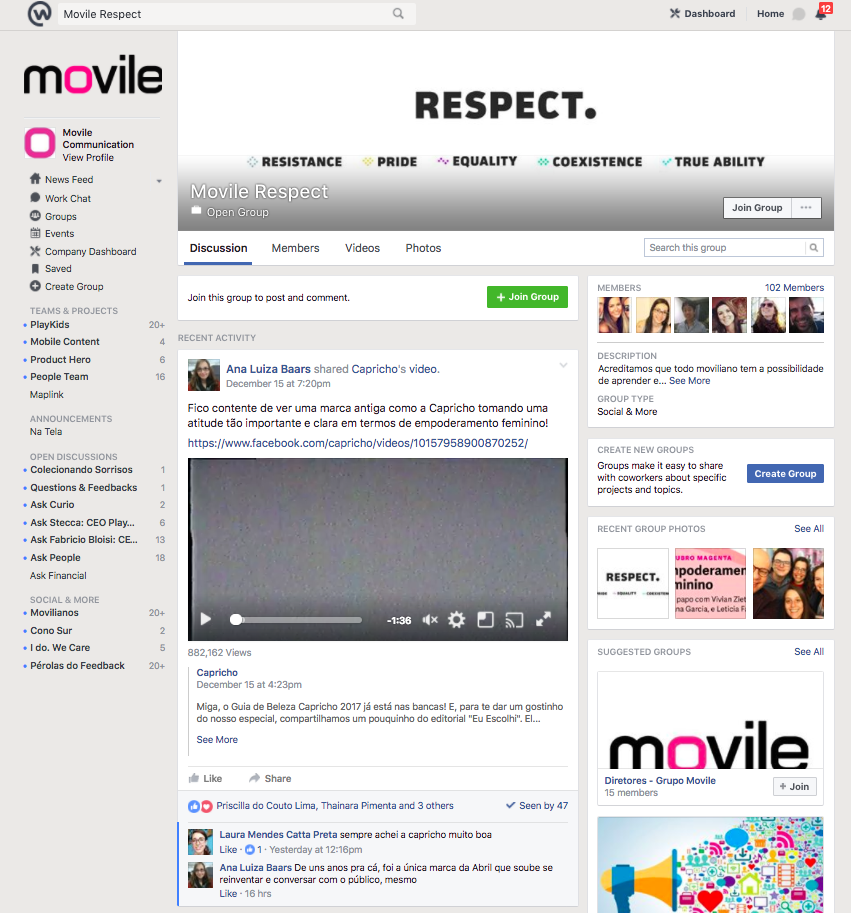 Movile Respect
Dashboard
Home
12
movile
Movile
Communication
View Profile
News Feed
Work Chat
Groups
Events
Company Dashboard
Saved
Create Group
TEAMS & PROJECTS
PlayKids 20+
Mobile Content 4
Product Hero 6
People Team 16
Maplink
ANNOUNCEMENTS
Na Tela
OPEN DISCUSSIONS
Colecionando Sorrisos 1
Questions & Feedbacks 1
Ask Curio 2
Ask Stecca: CEO Play... 6
Ask Fabricio Bloisi: CE... 13
Ask People 18
Ask Financial
SOCIAL & MORE
Movilianos 20+
Cono Sur 2
I do. We Care 5
Pérolas do Feedback 20+
RESPECT.
RESISTANCE PRIDE EQUALITY COEXISTENCE TRUE ABILITY
Movile Respect
Open Group
Join Group ...
Discussion Members Videos Photos
Search this group
Join this group to post and comment.
+ Join Group
RECENT ACTIVITY
Ana Luiza Baars shared Capricho's video.
December 15 at 7:20pm
Fico contente de ver uma marca antiga como a Capricho tomando uma
atitude tão importante e clara em termos de empoderamento feminino!
https://www.facebook.com/capricho/videos/10157958900870252/
-1:36
882,162 Views
Capricho
December 15 at 4:23pm
Miga, o Guia de Beleza Capricho 2017 já está nas bancas! E, para te dar um gostinho
do nosso especial, compartilhamos um pouquinho do editorial "Eu Escolhi". El...
See More
Like Share
Priscilla do Couto Lima, Thainara Pimenta and 3 others
Seen by 47
Laura Mendes Catta Preta sempre achei a capricho muito boa
Like · 1 · Yesterday at 12:16pm
Ana Luiza Baars De uns anos pra cá, foi a única marca da Abril que soube se
reinventar e conversar com o público, mesmo
Like · 16 hrs
MEMBERS
102 Members
DESCRIPTION
Acreditamos que todo moviliano tem a possibilidade
de aprender e... See More
GROUP TYPE
Social & More
CREATE NEW GROUPS
Groups make it easy to share
with coworkers about specific
projects and topics.
Create Group
RECENT GROUP PHOTOS
See All
RESPECT.
EQUALITY
UBRO MAGENTA
mpoderamen
minino
papo com Vivian Ziet
na Garcia, e Letícia F
SUGGESTED GROUPS
See All
movile
Diretores - Grupo Movile
15 members
+ Join